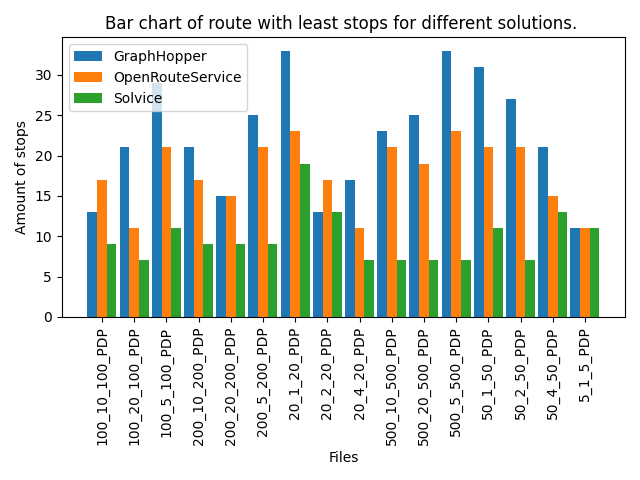 Bar chart of route with least stops for different solutions.
GraphHopper
OpenRouteService
Solvice
Amount of stops
30
25
20
15
10
5
0
100_10_100_PDP
100_20_100_PDP
100_5_100_PDP
200_10_200_PDP
200_20_200_PDP
200_5_200_PDP
20_1_20_PDP
20_2_20_PDP
20_4_20_PDP
500_10_500_PDP
500_20_500_PDP
500_5_500_PDP
50_1_50_PDP
50_2_50_PDP
50_4_50_PDP
5_1_5_PDP
Files